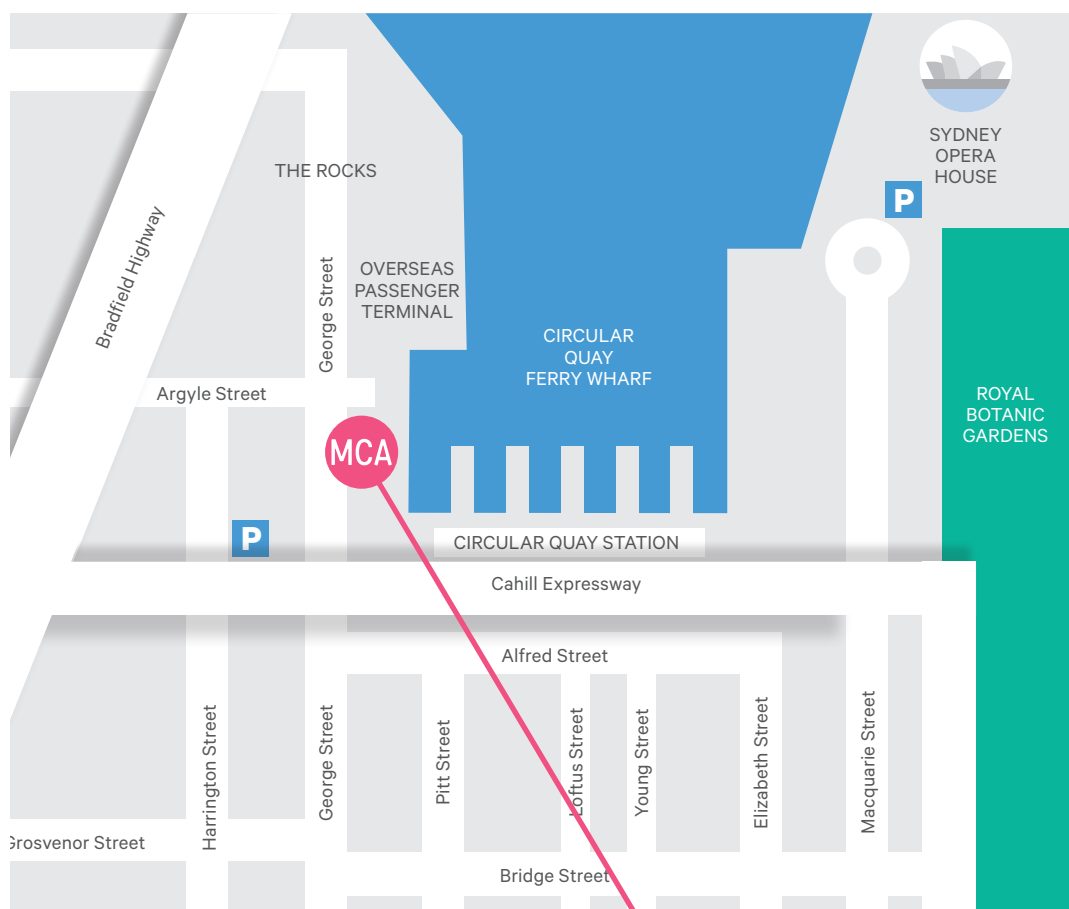 SYDNEY
OPERA
HOUSE
P
THE ROCKS
Bradfield Highway
George Street
OVERSEAS
PASSENGER
TERMINAL
CIRCULAR
QUAY
FERRY WHARF
ROYAL
BOTANIC
GARDENS
Argyle Street
MCA
P
CIRCULAR QUAY STATION
Cahill Expressway
Alfred Street
Harrington Street
George Street
Pitt Street
Loftus Street
Young Street
Elizabeth Street
Macquarie Street
Grosvenor Street
Bridge Street